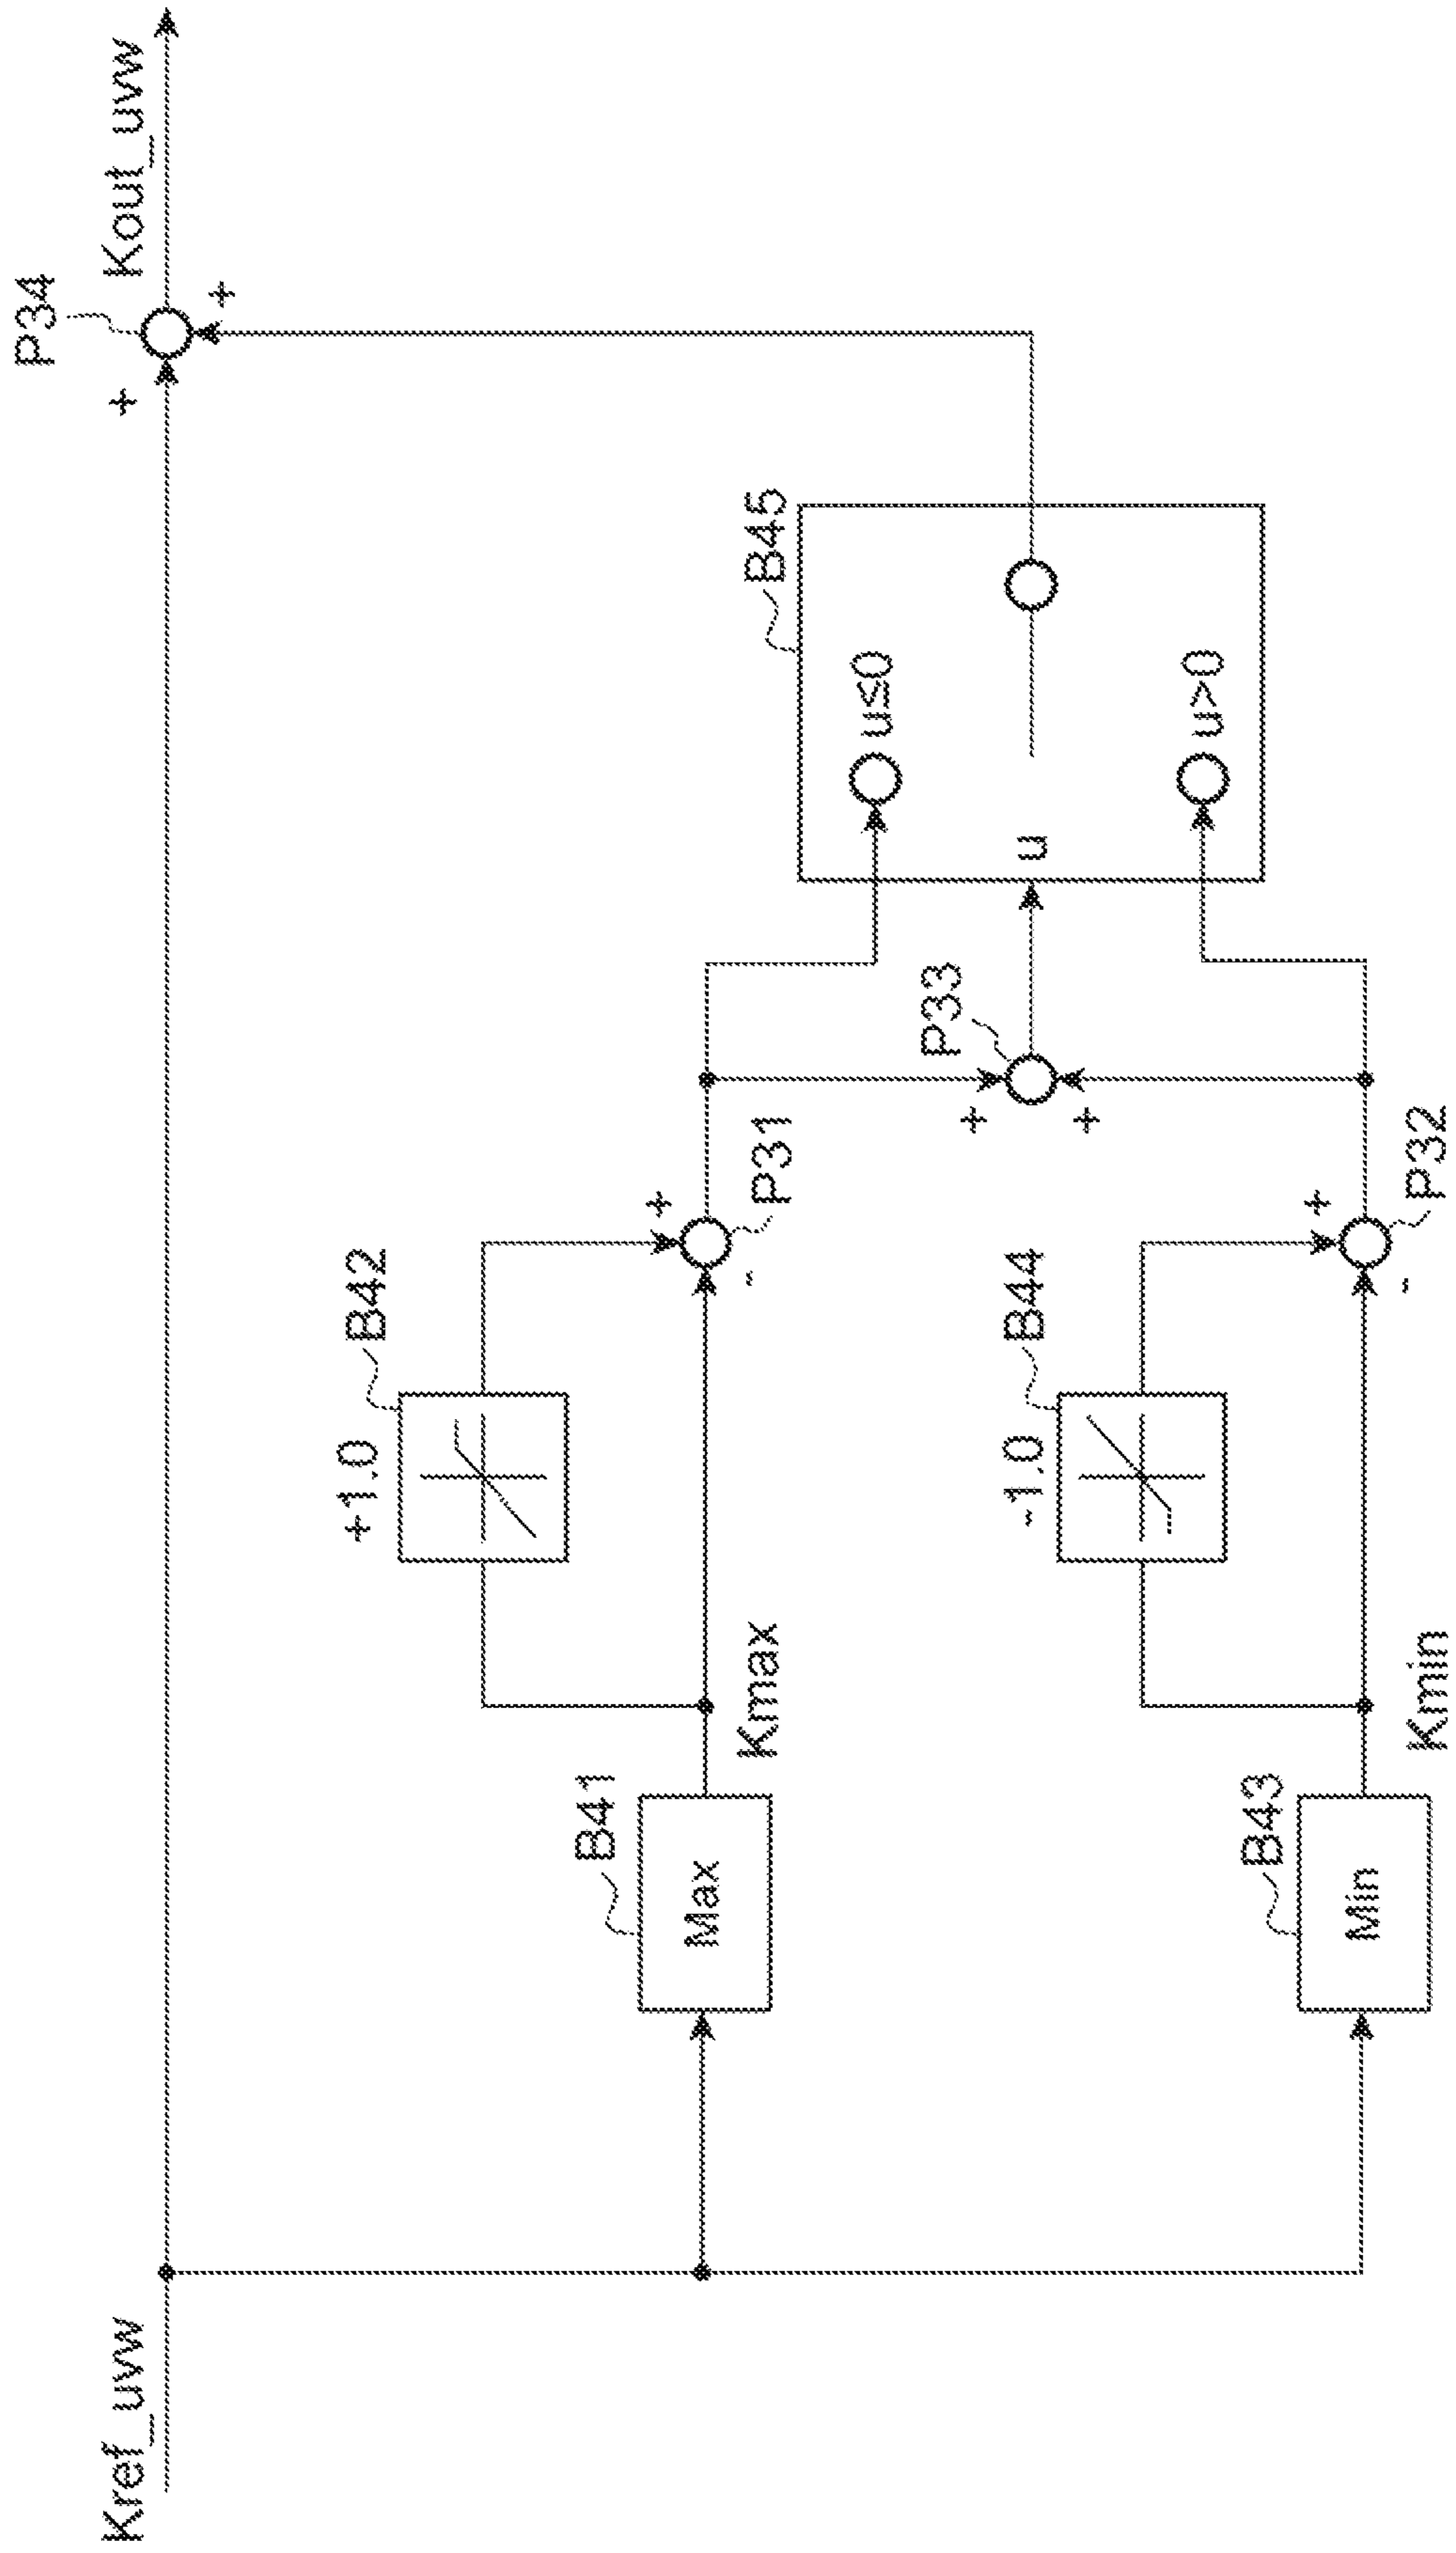 Kref_uvw
Kout_uvw
P34
+
+
B41
Max
Kmax
+1.0
B42
+
-
P31
P33
+
+
B45
u≤0
u
u>0
B43
Min
Kmin
-1.0
B44
+
-
P32